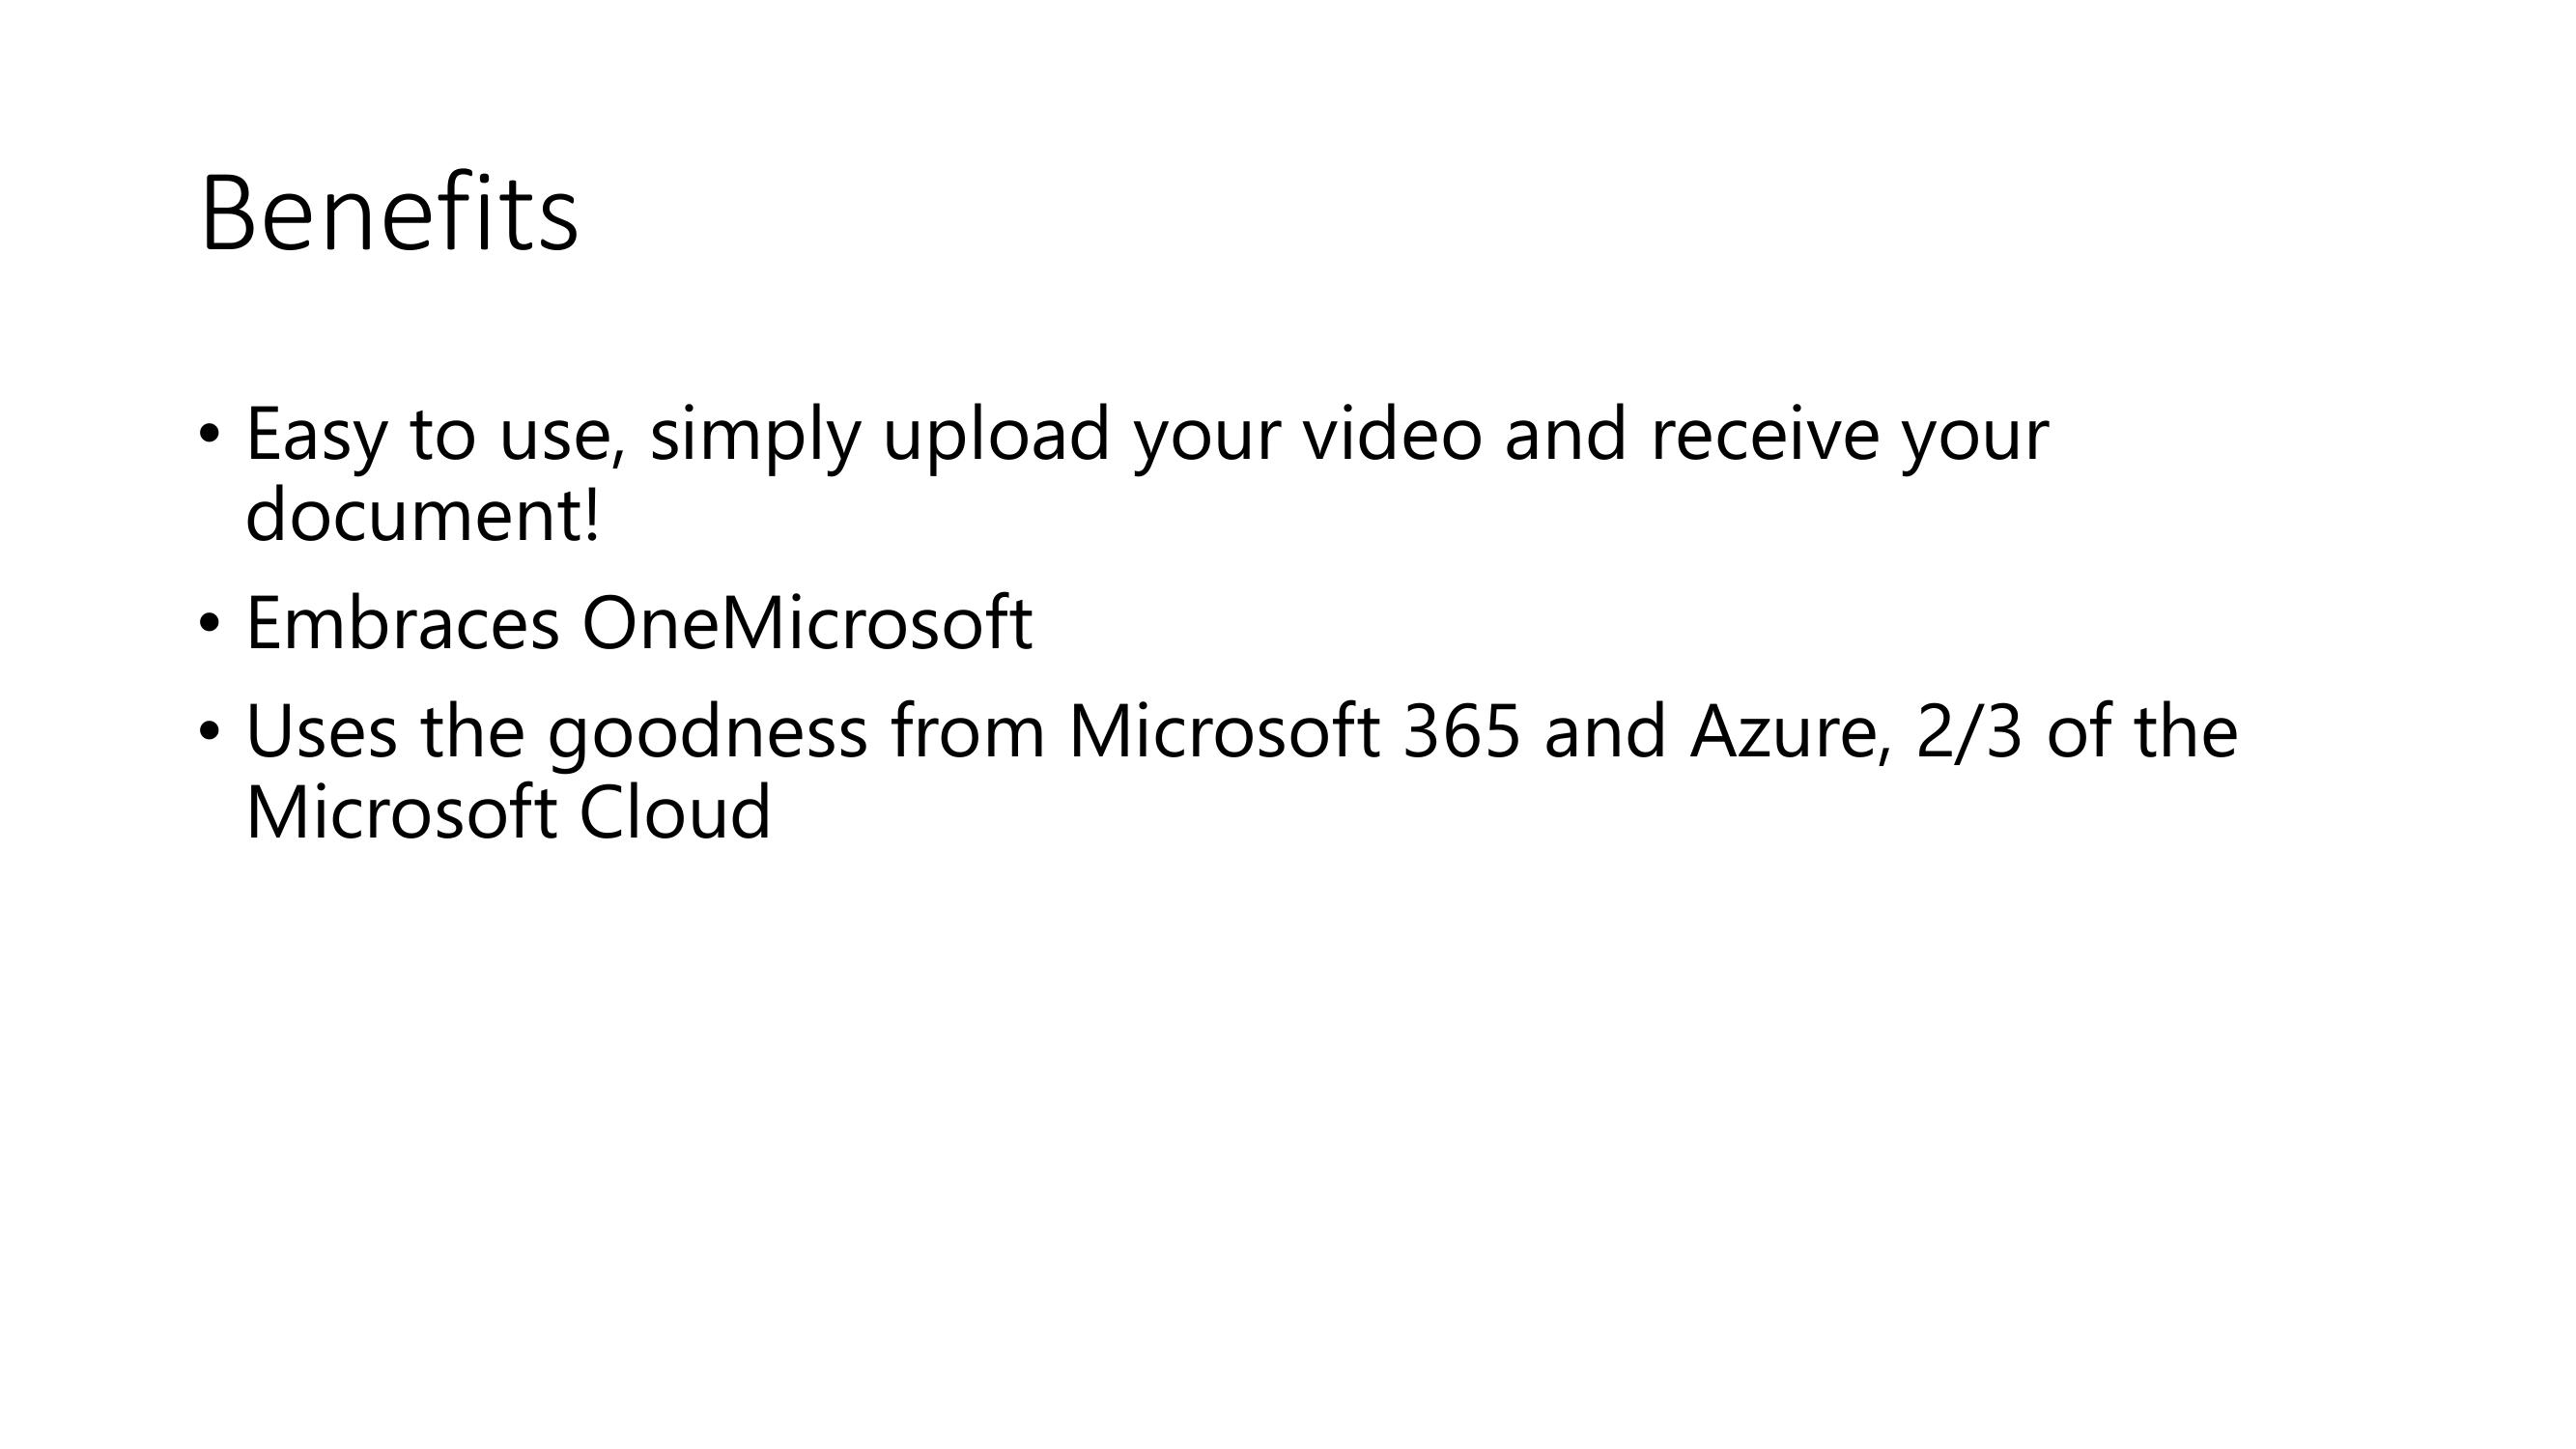 Benefits
• Easy to use, simply upload your video and receive your
document!
• Embraces OneMicrosoft
• Uses the goodness from Microsoft 365 and Azure, 2/3 of the
Microsoft Cloud